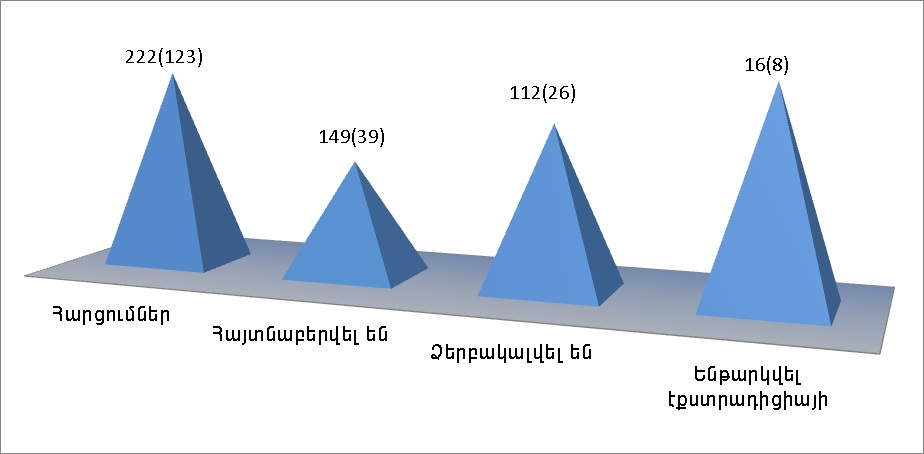 222(123)
149(39)
112(26)
16(8)
Հարցումներ
Հայտնաբերվել են
Ձերբակալվել են
Ենթարկվել
էքստրադիցիայի